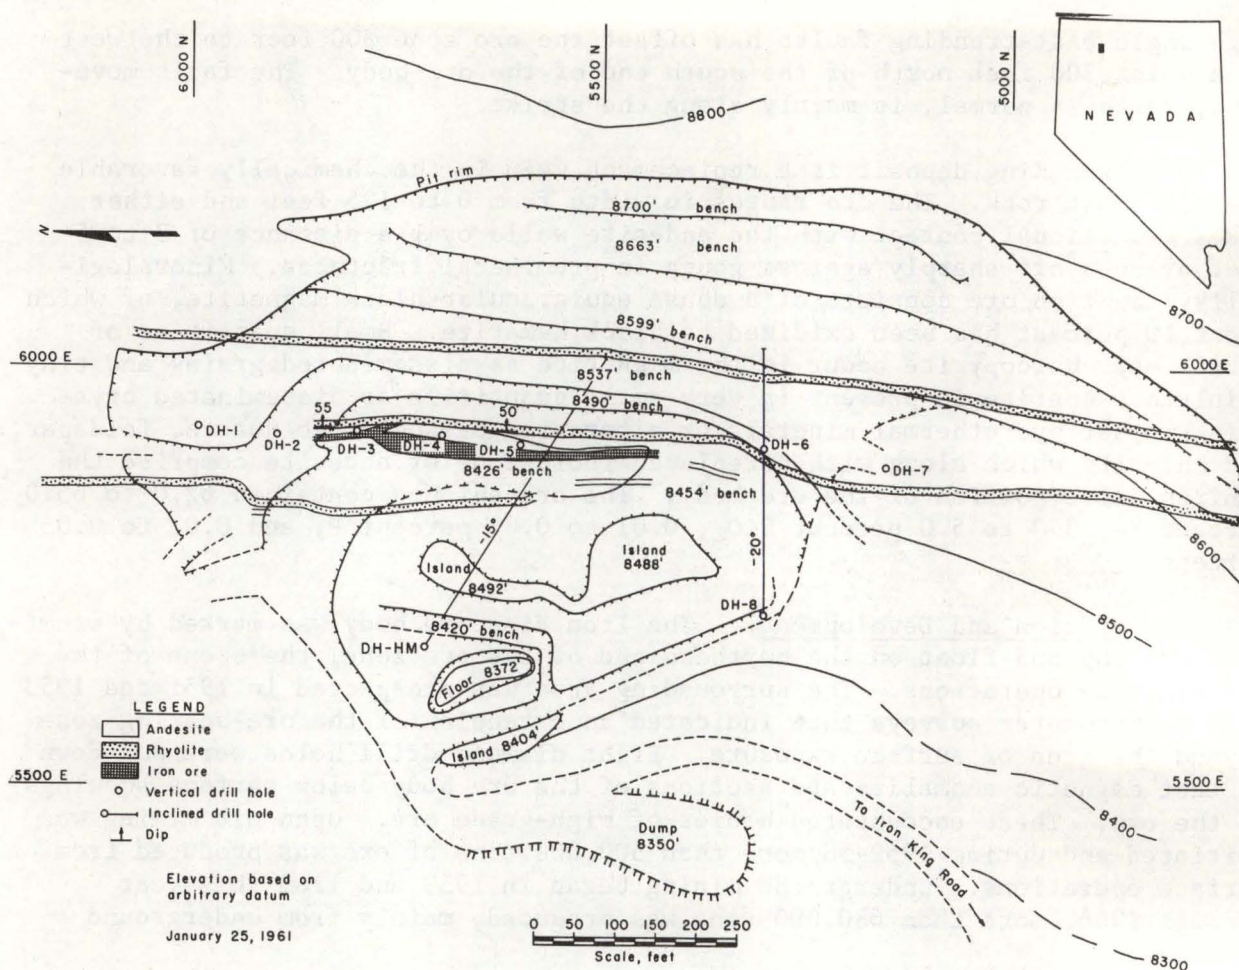 6000 N
5500 N
5000 N
8800
NEVADA
Pit rim
8700' bench
8663' bench
N
8599' bench
8700
6000 E
6000 E
8537' bench
8490' bench
55
50
DH-1
DH-2
DH-3
DH-4
DH-5
DH-6
DH-7
8426' bench
8454' bench
8600
-15°
-20°
Island
8488'
Island
8492'
DH-8
8500
8420' bench
DH-HM
Floor 8372'
Island 8404'
LEGEND
Andesite
Rhyolite
Iron ore
Vertical drill hole
Inclined drill hole
Dip
5500 E
5500 E
To Iron King Road
8400
Dump
8350'
Elevation based on
arbitrary datum
January 25, 1961
0 50 100 150 200 250
Scale, feet
8300